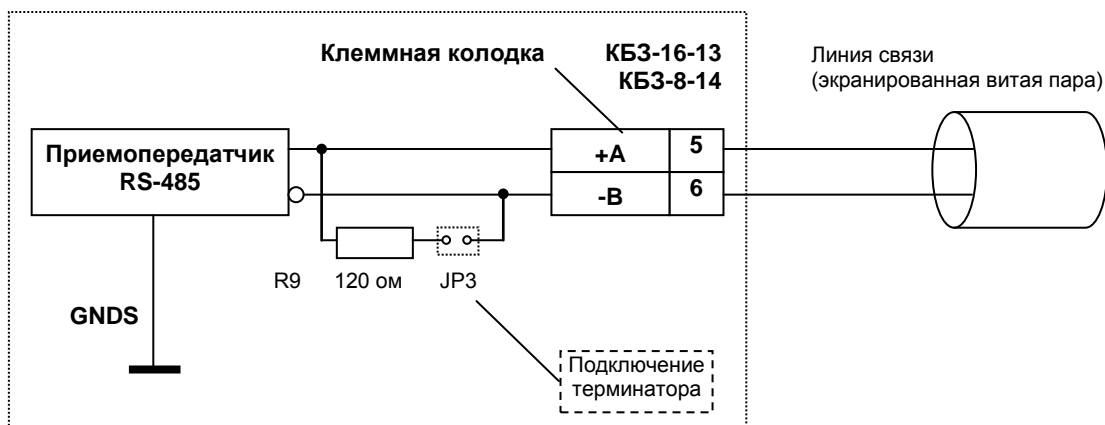 Клеммная колодка
КБЗ-16-13
КБЗ-8-14
Линия связи
(экранированная витая пара)
Приемопередатчик
RS-485
+A
5
-B
6
R9
120 ом
JP3
GNDS
Подключение
терминатора